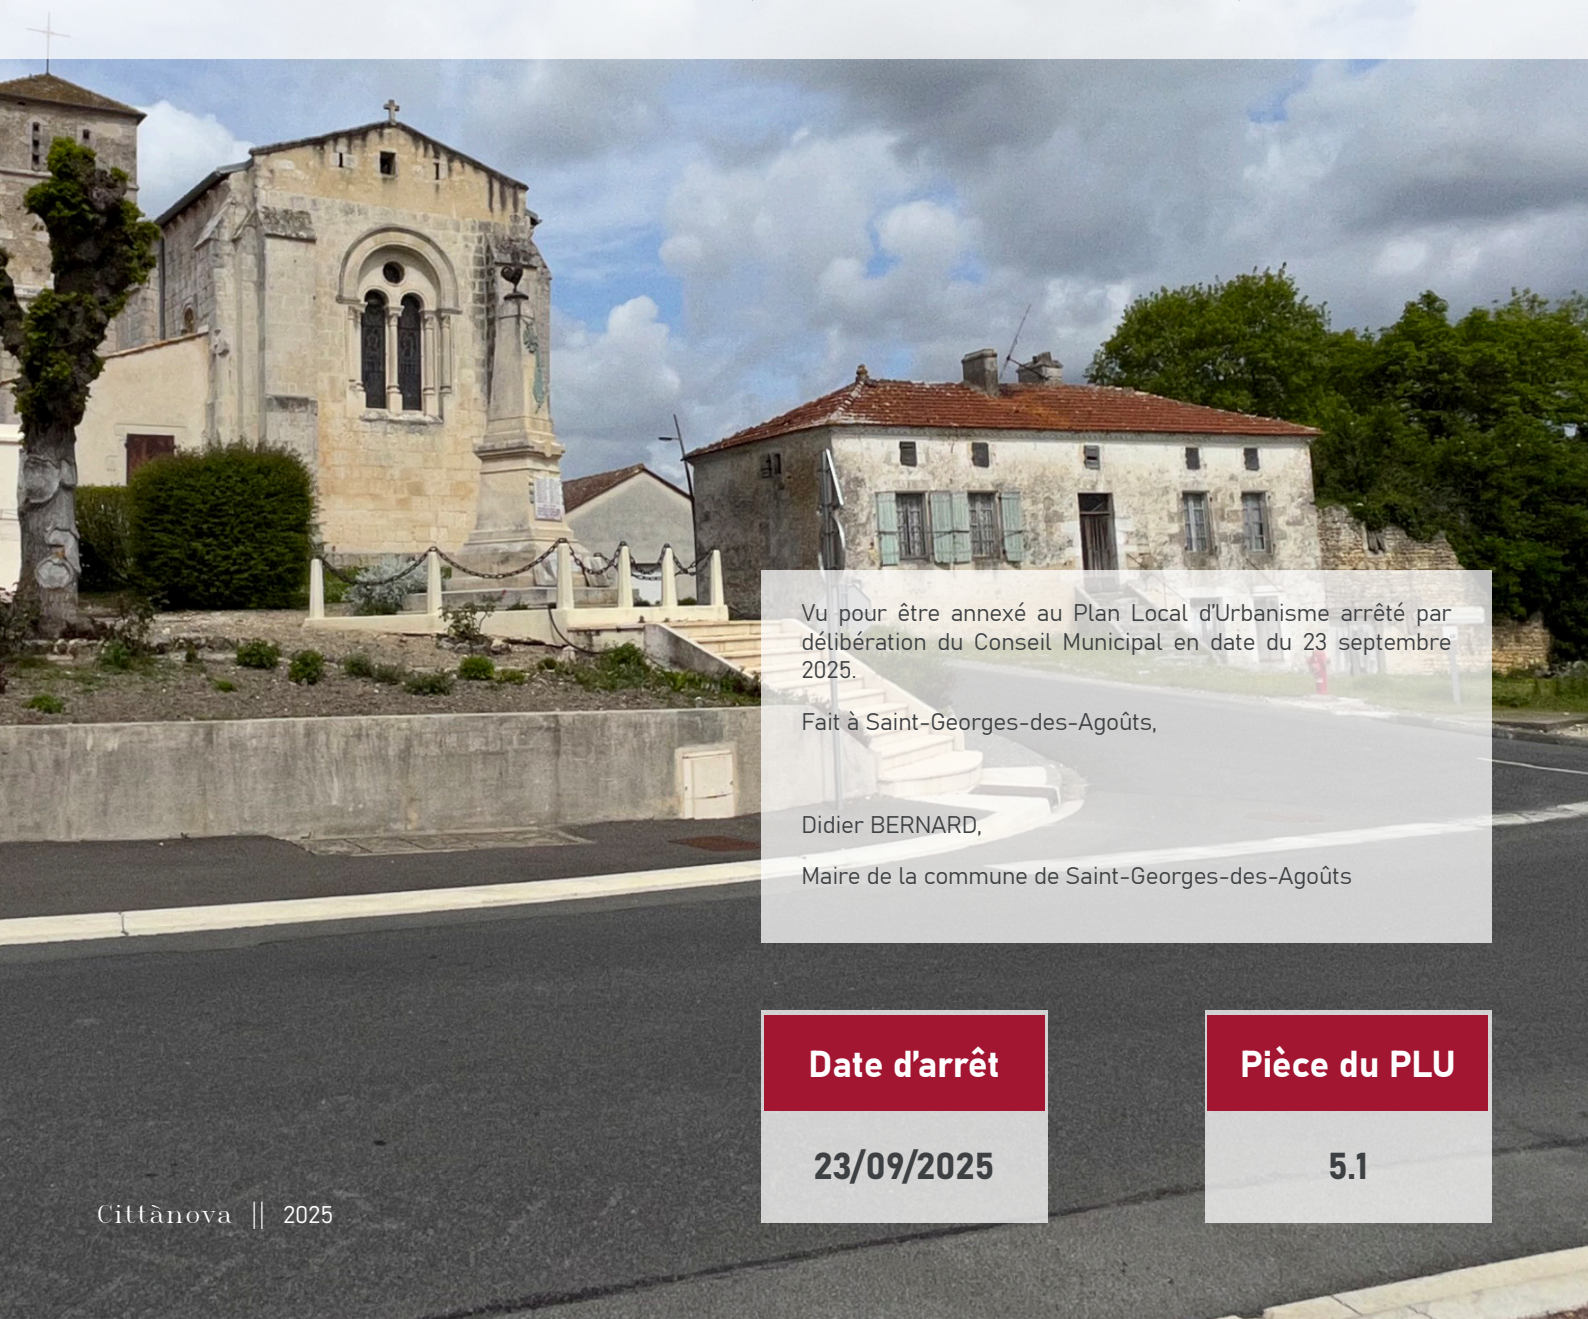 Vu pour être annexé au Plan Local d'Urbanisme arrêté par
délibération du Conseil Municipal en date du 23 septembre
2025.
Fait à Saint-Georges-des-Agoûts,
Didier BERNARD,
Maire de la commune de Saint-Georges-des-Agoûts
Date d'arrêt
Pièce du PLU
23/09/2025
5.1
Cittànova || 2025